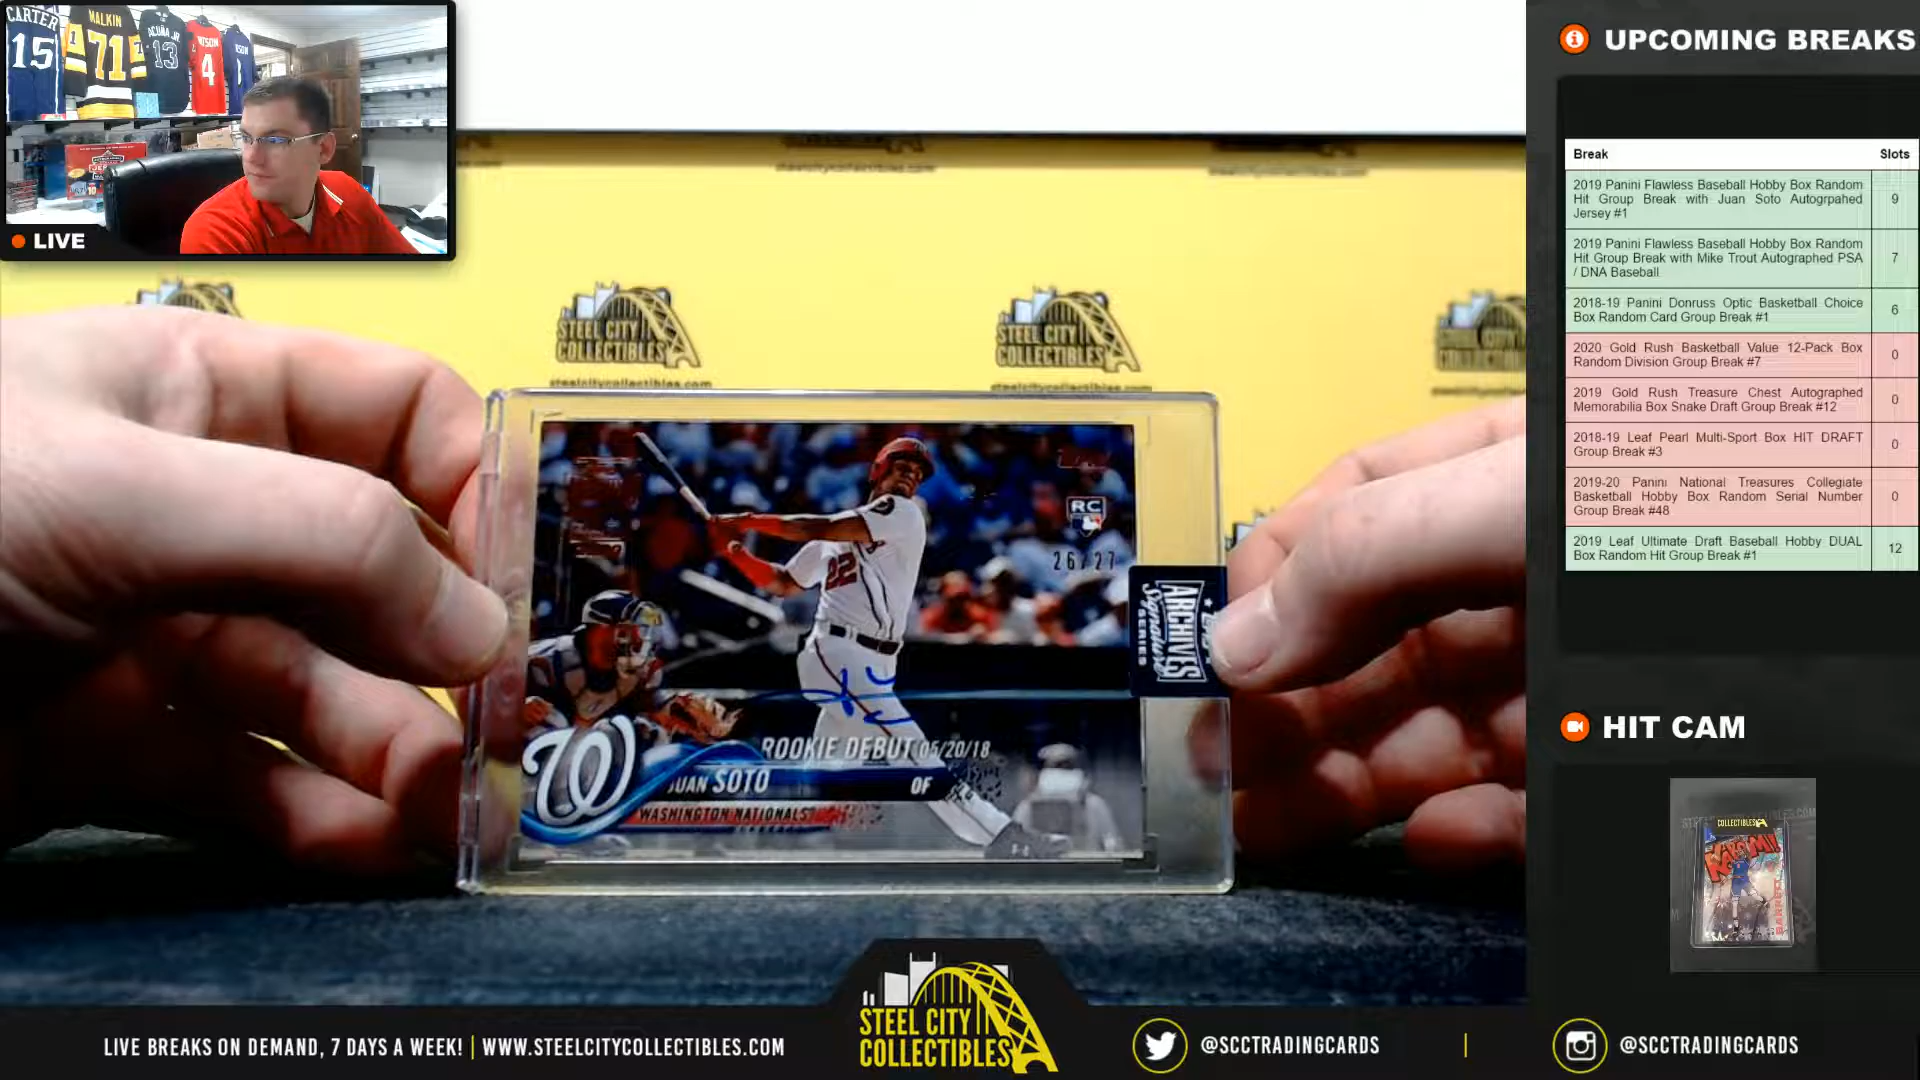 CARTER
15
MALKIN
71
ACUÑA JR
13
4
LIVE
STEEL CITY
COLLECTIBLES
steelcitycollectibles.com
STEEL CITY
COLLECTIBLES
steelcitycollectibles.com
22
RC
26/27
ARCHIVES
Signature
SERIES
W
ROOKIE DEBUT 05/20/18
JUAN SOTO
OF
WASHINGTON NATIONALS
UPCOMING BREAKS
Break Slots
2019 Panini Flawless Baseball Hobby Box Random
Hit Group Break with Juan Soto Autogrpahed
Jersey #1
9
2019 Panini Flawless Baseball Hobby Box Random
Hit Group Break with Mike Trout Autographed PSA
/ DNA Baseball
7
2018-19 Panini Donruss Optic Basketball Choice
Box Random Card Group Break #1
6
2020 Gold Rush Basketball Value 12-Pack Box
Random Division Group Break #7
0
2019 Gold Rush Treasure Chest Autographed
Memorabilia Box Snake Draft Group Break #12
0
2018-19 Leaf Pearl Multi-Sport Box HIT DRAFT
Group Break #3
0
2019-20 Panini National Treasures Collegiate
Basketball Hobby Box Random Serial Number
Group Break #48
0
2019 Leaf Ultimate Draft Baseball Hobby DUAL
Box Random Hit Group Break #1
12
HIT CAM
COLLECTIBLES
KABOOM!
BARRETT
LIVE BREAKS ON DEMAND, 7 DAYS A WEEK! | WWW.STEELCITYCOLLECTIBLES.COM
STEEL CITY
COLLECTIBLES
@SCCTRADINGCARDS
@SCCTRADINGCARDS